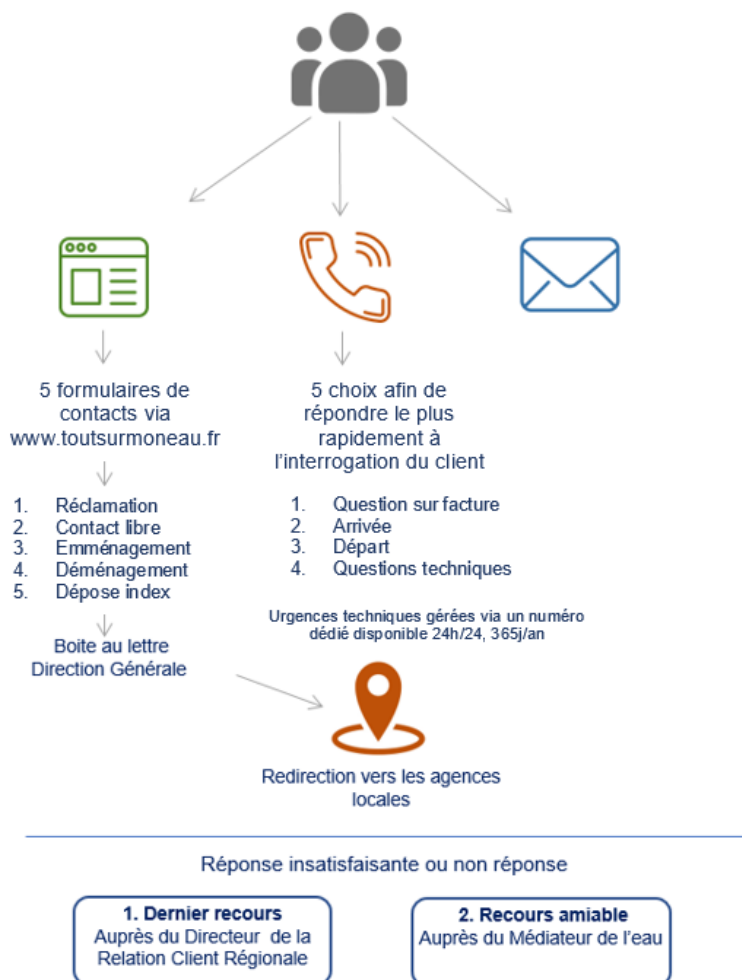 5 formulaires de
contacts via
www.toutsurmoneau.fr
1. Réclamation
2. Contact libre
3. Emménagement
4. Déménagement
5. Dépose index
Boite au lettre
Direction Générale
5 choix afin de
répondre le plus
rapidement à
l'interrogation du client
1. Question sur facture
2. Arrivée
3. Départ
4. Questions techniques
Urgences techniques gérées via un numéro
dédié disponible 24h/24, 365j/an
Redirection vers les agences
locales
Réponse insatisfaisante ou non réponse
1. Dernier recours
Auprès du Directeur de la
Relation Client Régionale
2. Recours amiable
Auprès du Médiateur de l'eau